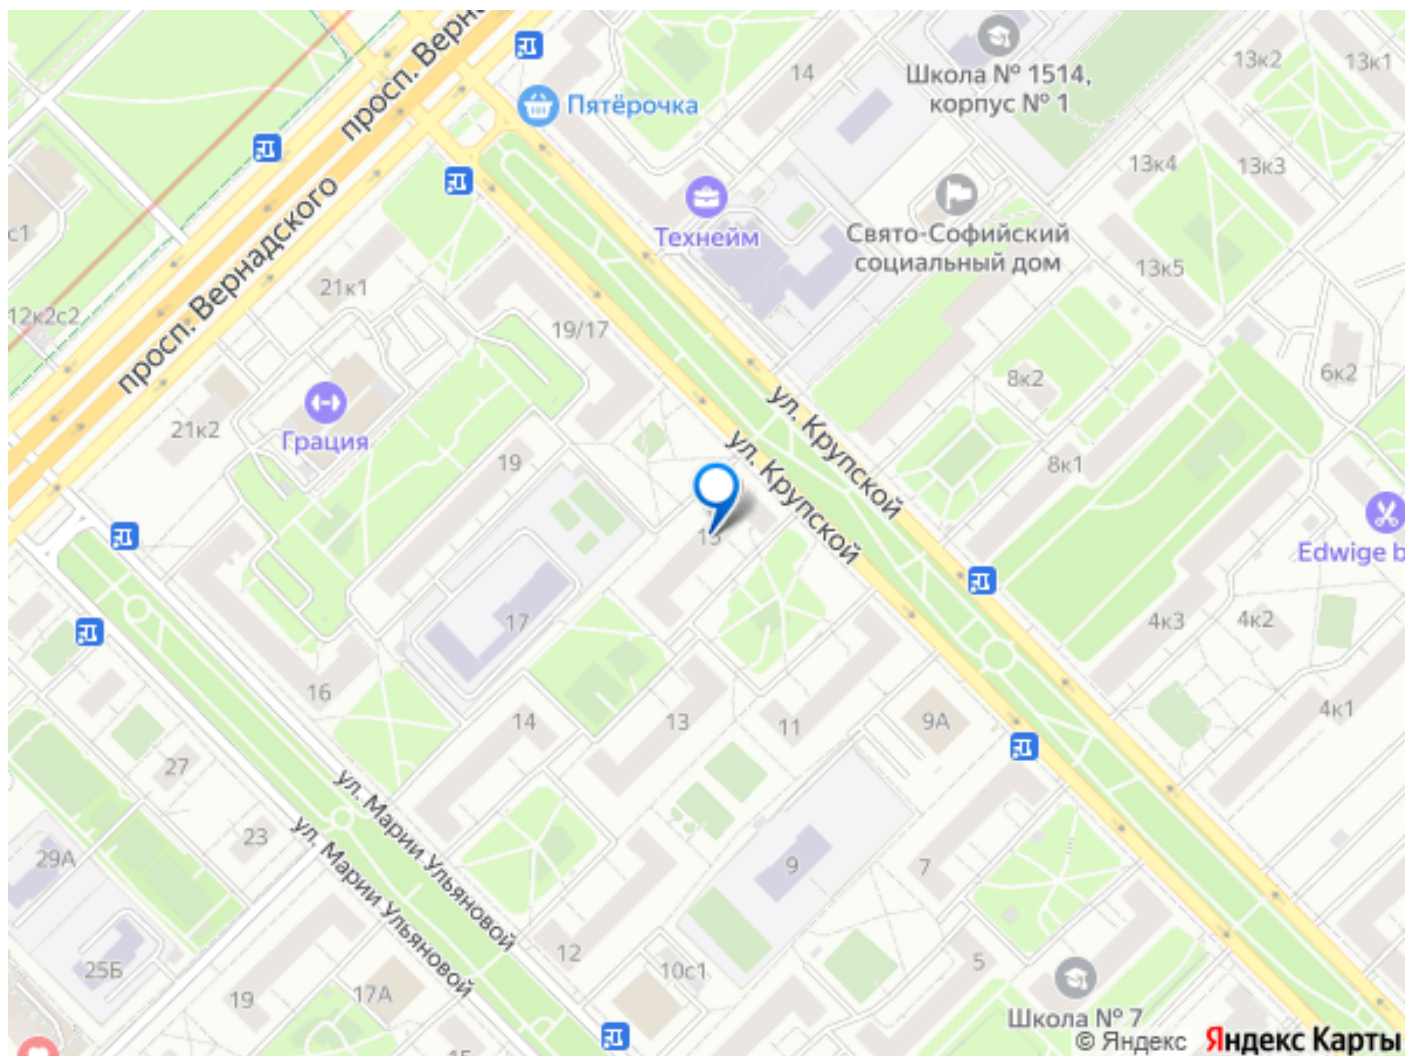 просп. Верна
Школа № 1514,
корпус № 1
13к2
13к1
14
Пятёрочка
13к4
13к3
Технейм
Свято-Софийский
социальный дом
с1
13к5
просп. Вернадского
21к1
12к2с2
19/17
6к2
8к2
ул. Крупской
21к2
Грация
19
ул. Крупской
8к1
Edwige b
17
4к3
4к2
16
14
13
11
9А
4к1
27
ул. Марии Ульяновой
23
ул. Марии Ульяновой
29А
9
7
12
10с1
5
25Б
19
17А
Школа № 7
© Яндекс Яндекс Карты